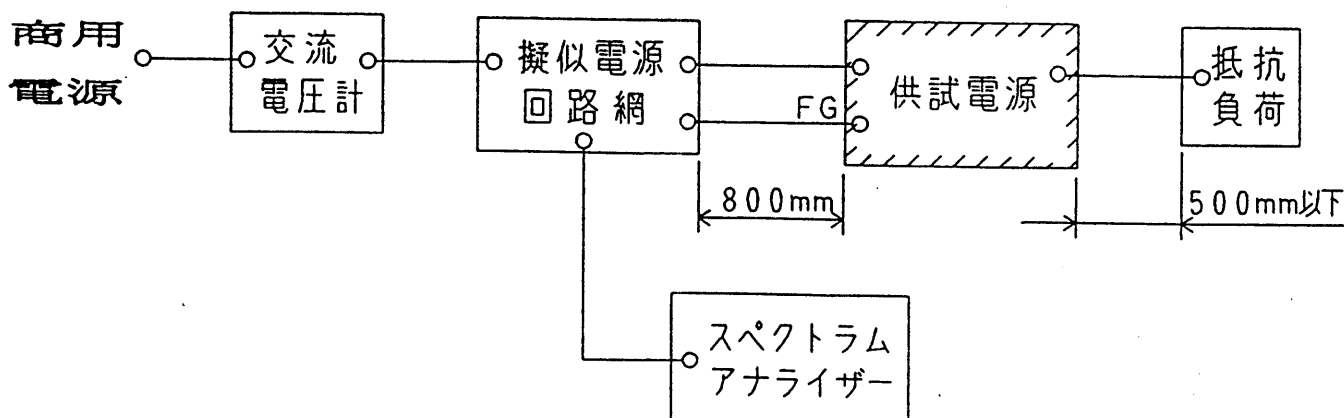 商用
電源
交流
電圧計
擬似電源
回路網
FG
供試電源
抵抗
負荷
800mm
500mm以下
スペクトラム
アナライザー